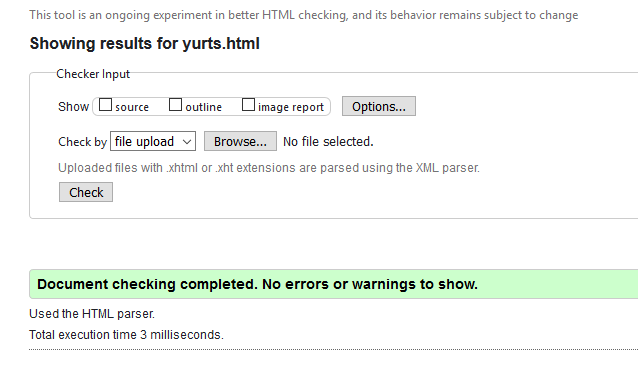 This tool is an ongoing experiment in better HTML checking, and its behavior remains subject to change
Showing results for yurts.html
Checker Input
Show source outline image report Options...
Check by file upload Browse... No file selected.
Uploaded files with .xhtml or .xht extensions are parsed using the XML parser.
Check
Document checking completed. No errors or warnings to show.
Used the HTML parser.
Total execution time 3 milliseconds.